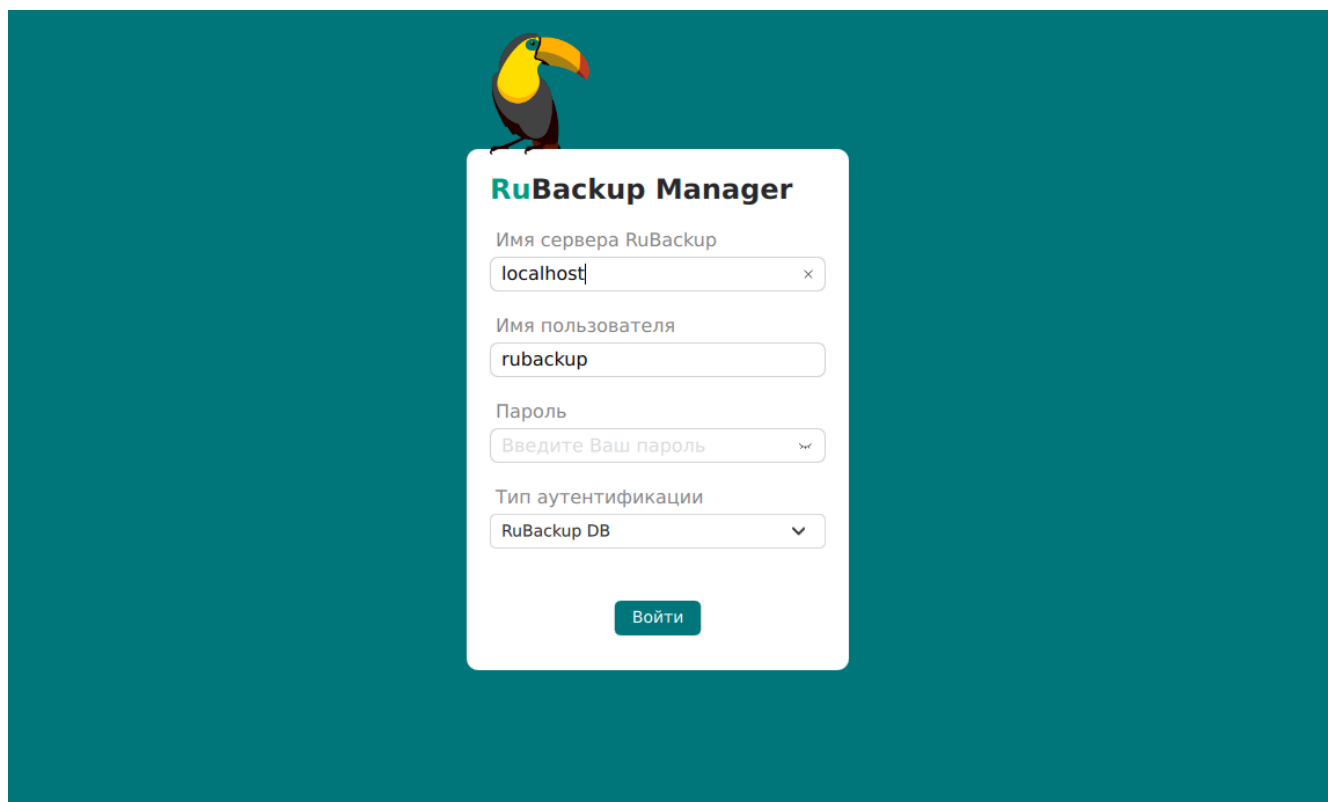 RuBackup Manager
Имя сервера RuBackup
localhost
Имя пользователя
rubackup
Пароль
Введите Ваш пароль
Тип аутентификации
RuBackup DB
Войти